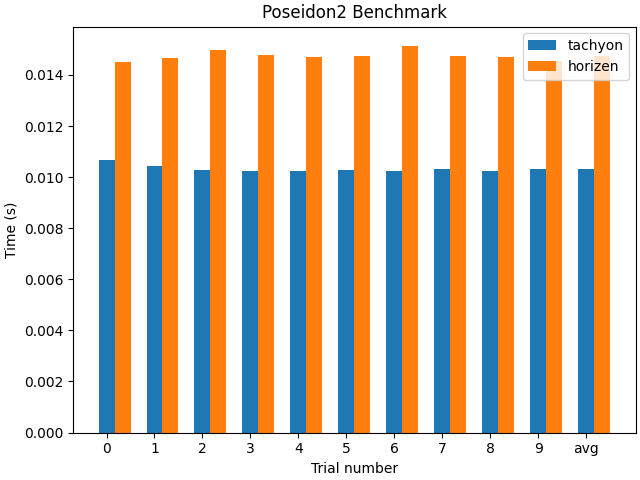 Poseidon2 Benchmark
tachyon
horizen
0.014
0.012
0.010
0.008
0.006
0.004
0.002
0.000
Time (s)
0 1 2 3 4 5 6 7 8 9 avg
Trial number